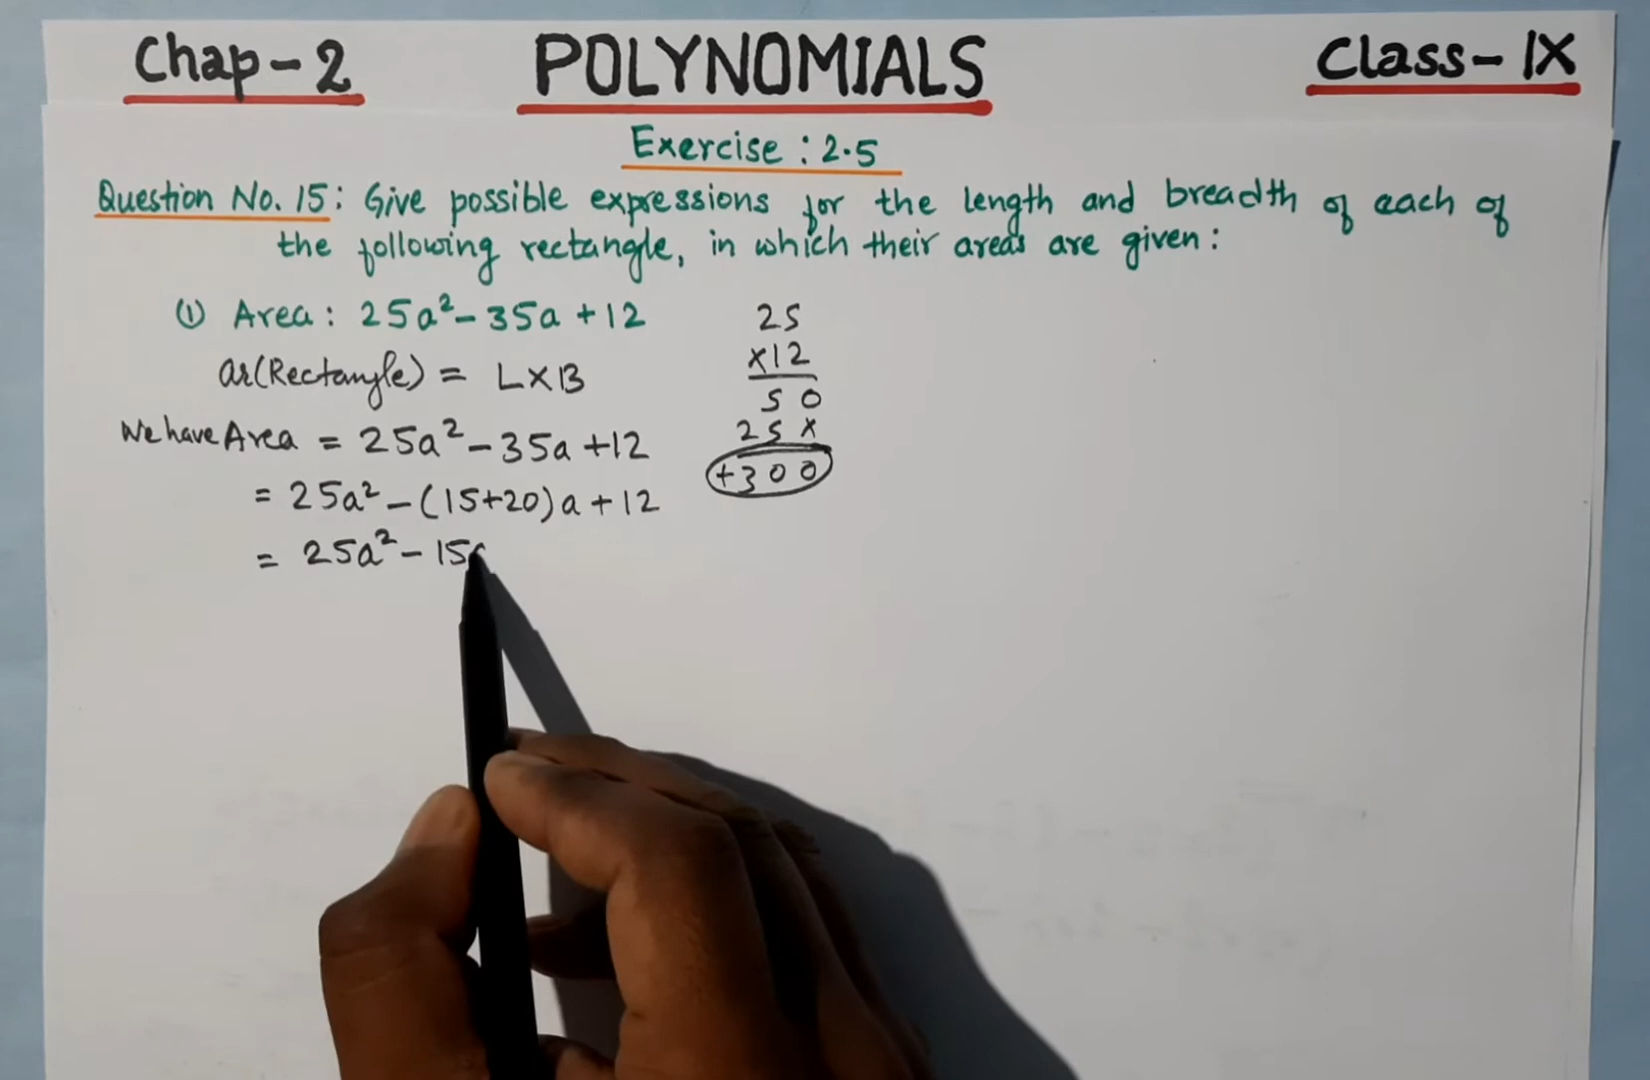 Chap-2 POLYNOMIALS Class-IX
Exercise : 2.5
Question No. 15 : Give possible expressions for the length and breadth of each of
the following rectangle, in which their areas are given :
(1) Area : 25a² - 35a + 12
ar(Rectangle) = L X B
We have Area = 25a² - 35a + 12
= 25a² - (15+20)a + 12
= 25a² - 15a
25
x12
50
25x
+300